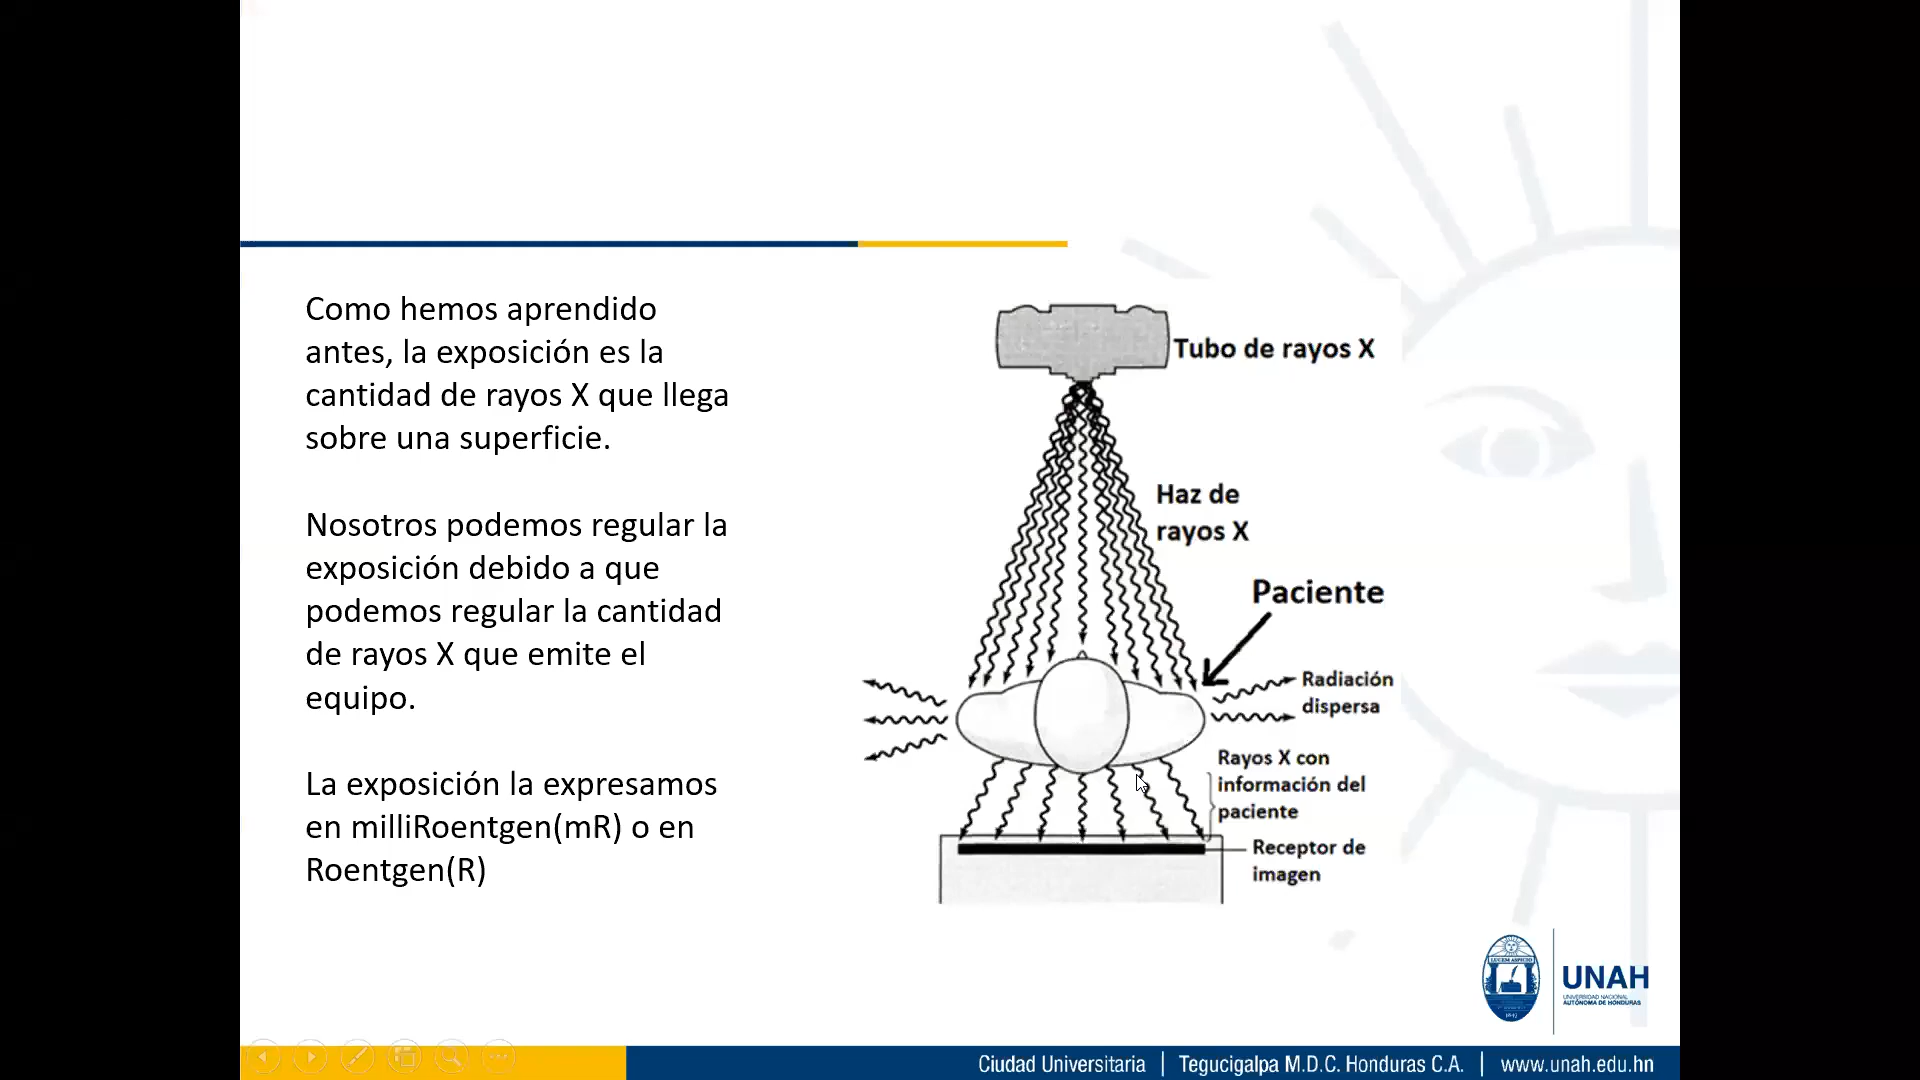 Como hemos aprendido
antes, la exposición es la
cantidad de rayos X que llega
sobre una superficie.
Nosotros podemos regular la
exposición debido a que
podemos regular la cantidad
de rayos X que emite el
equipo.
La exposición la expresamos
en milliRoentgen(mR) o en
Roentgen(R)
Tubo de rayos X
Haz de
rayos X
Paciente
Radiación
dispersa
Rayos X con
información del
paciente
Receptor de
imagen
LUCEM ASPICIO
1847
UNAH
UNIVERSIDAD NACIONAL
AUTÓNOMA DE HONDURAS
Ciudad Universitaria | Tegucigalpa M.D.C. Honduras C.A. | www.unah.edu.hn